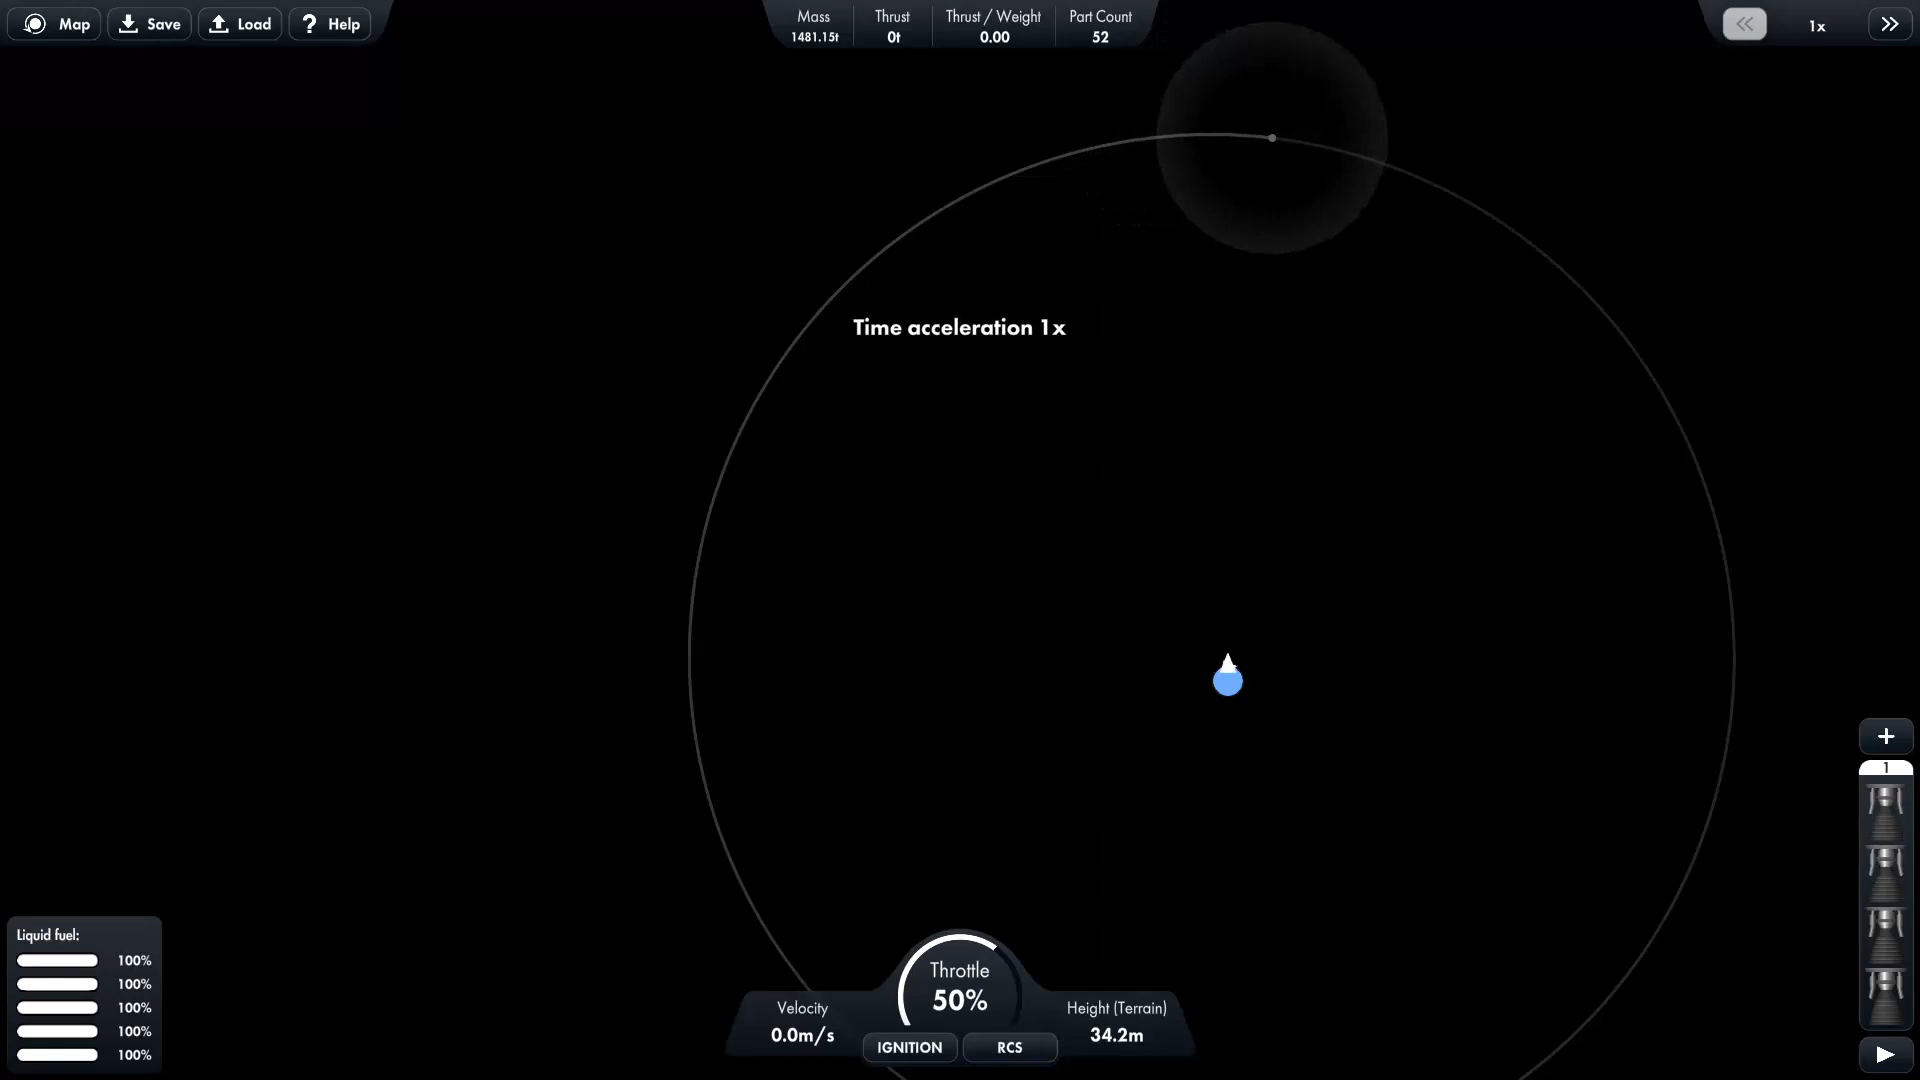 Map
Save
Load
? Help
Mass
1481.15t
Thrust
0t
Thrust / Weight
0.00
Part Count
52
1x
Time acceleration 1x
+
1
Liquid fuel:
100%
100%
100%
100%
100%
Throttle
50%
Velocity
0.0m/s
Height (Terrain)
34.2m
IGNITION
RCS